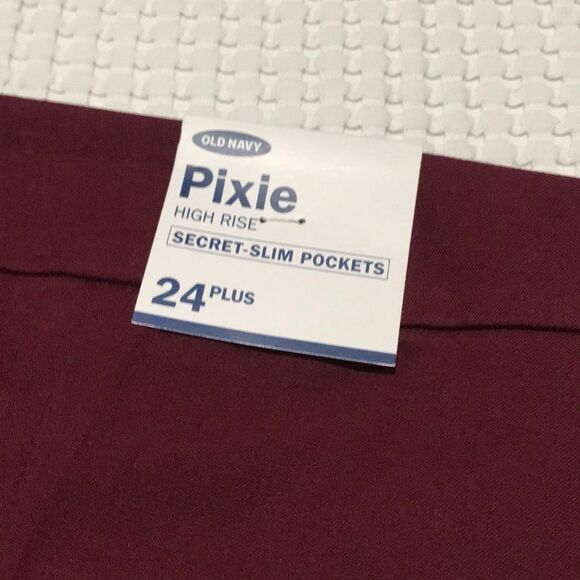 OLD NAVY
Pixie
HIGH RISE
SECRET-SLIM POCKETS
24 PLUS